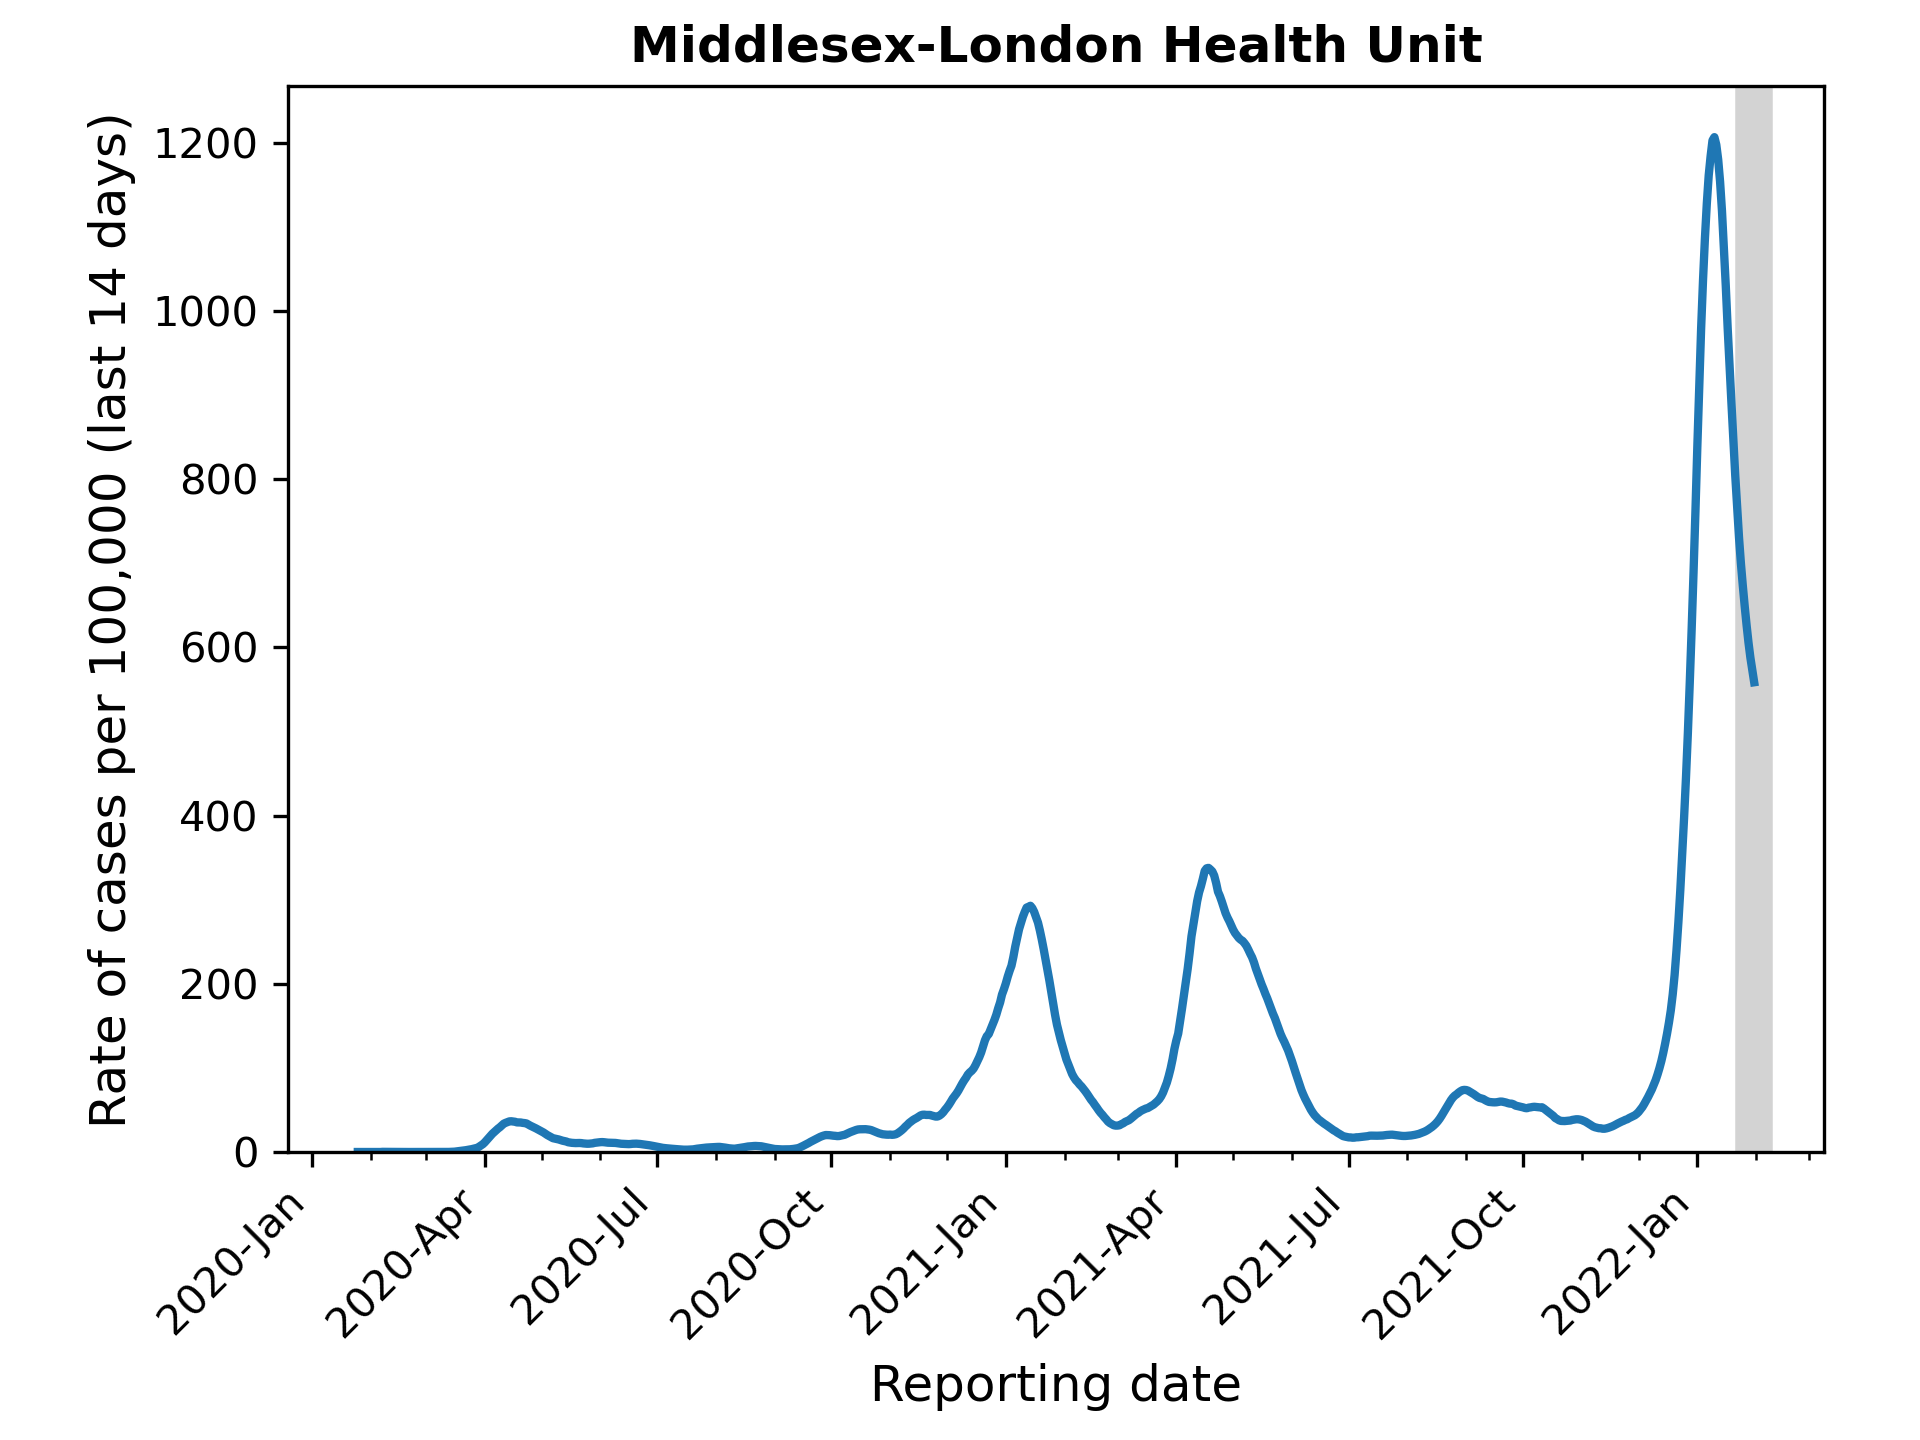 Middlesex-London Health Unit
Rate of cases per 100,000 (last 14 days)
1200
1000
800
600
400
200
0
2020-Jan
2020-Apr
2020-Jul
2020-Oct
2021-Jan
2021-Apr
2021-Jul
2021-Oct
2022-Jan
Reporting date